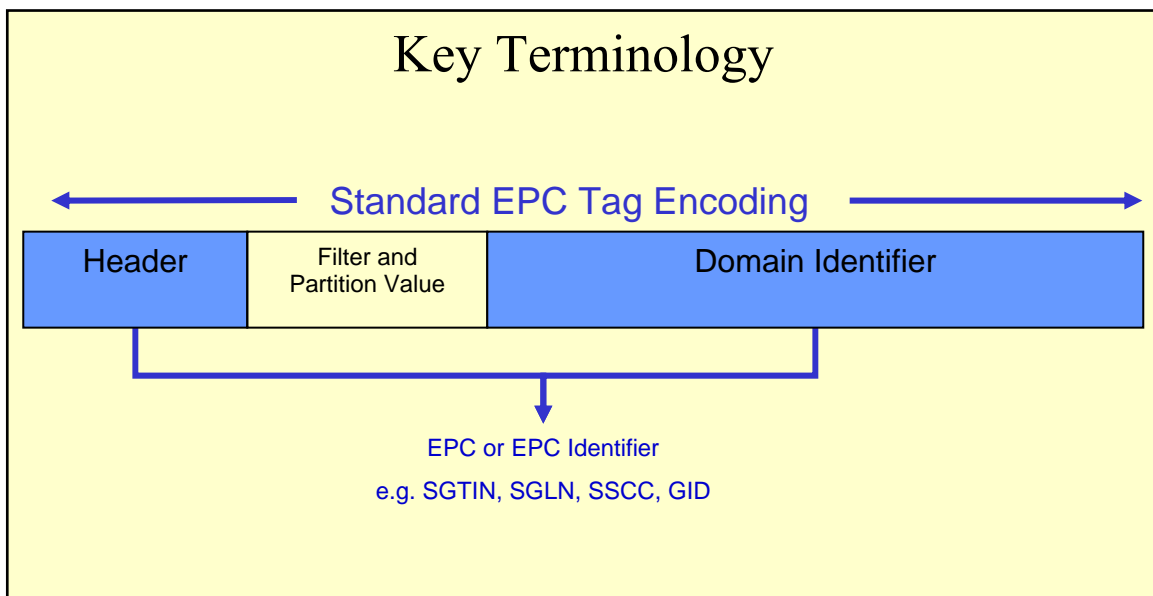 Key Terminology
Standard EPC Tag Encoding
Header
Filter and
Partition Value
Domain Identifier
EPC or EPC Identifier
e.g. SGTIN, SGLN, SSCC, GID